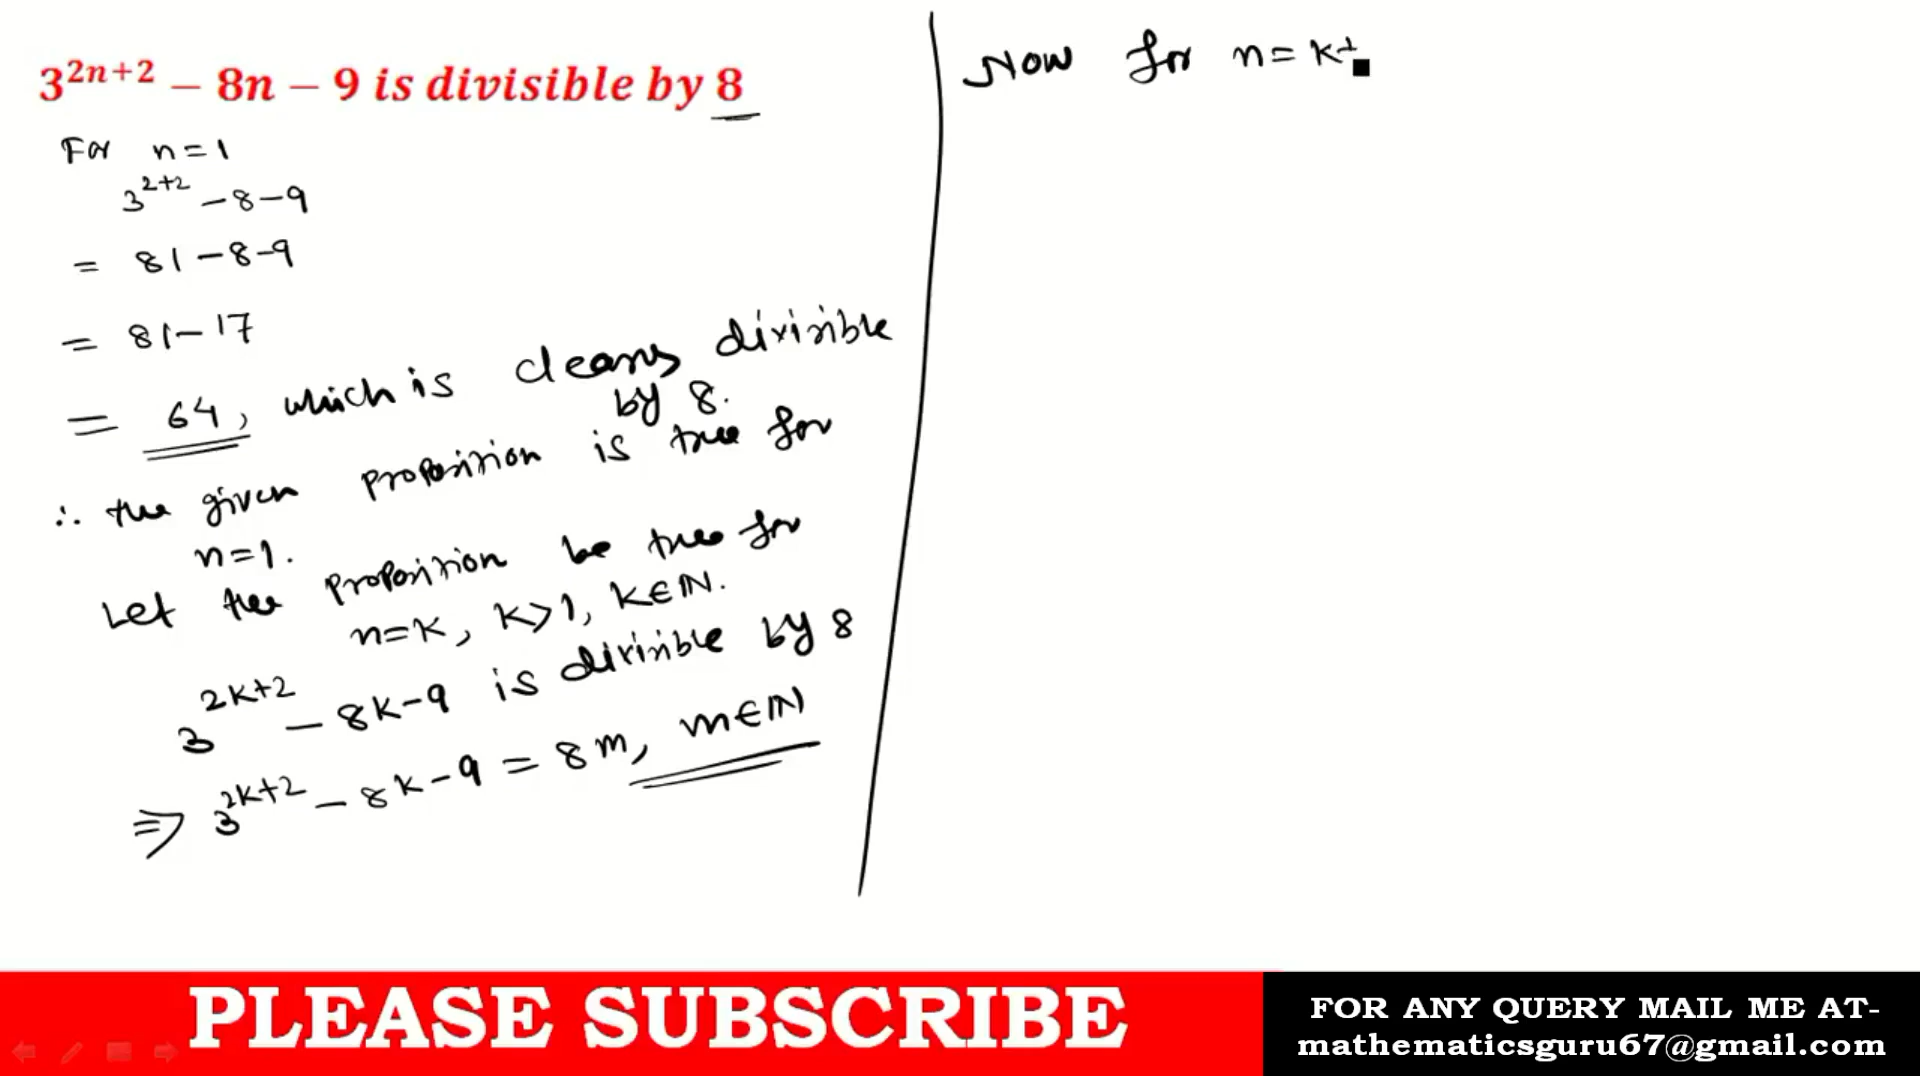 3^{2n+2} − 8n − 9 is divisible by 8
For n=1
3^{2+2} −8−9
= 81−8−9
= 81−17
= 64, which is clearly divisible
by 8.
∴ the given proposition is true for
n=1.
Let the proposition be true for
n=k, k>1, k∈ℕ.
3^{2k+2} − 8k−9 is divisible by 8
⇒ 3^{2k+2} − 8k−9 = 8m, m∈ℕ
Now for n=k+
PLEASE SUBSCRIBE
FOR ANY QUERY MAIL ME AT-
mathematicsguru67@gmail.com